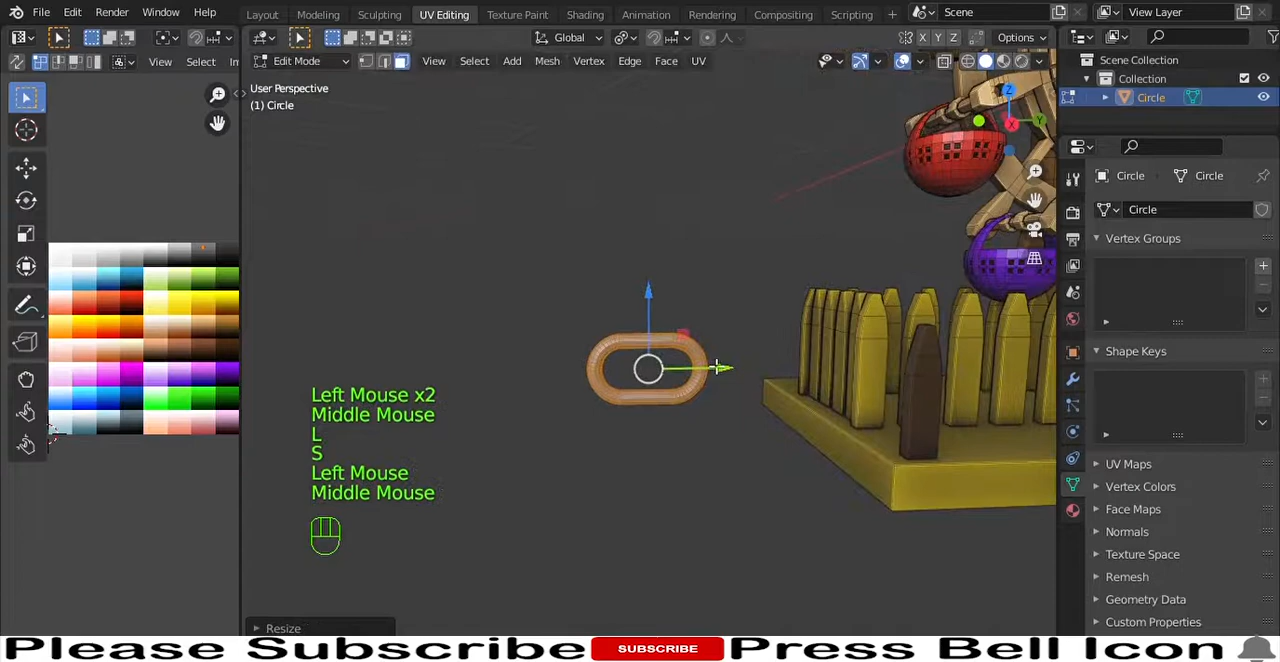 File Edit Render Window Help
Layout Modeling Sculpting UV Editing Texture Paint Shading Animation Rendering Compositing Scripting
Scene
View Layer
Global
X Y Z
Options
View Select
Edit Mode View Select Add Mesh Vertex Edge Face UV
Scene Collection
Collection
Circle
User Perspective
(1) Circle
Z
Y
X
Circle Circle
Circle
Vertex Groups
Shape Keys
Left Mouse x2
Middle Mouse
L
S
Left Mouse
Middle Mouse
UV Maps
Vertex Colors
Face Maps
Normals
Texture Space
Remesh
Geometry Data
Custom Properties
Resize
Please Subscribe SUBSCRIBE Press Bell Icon